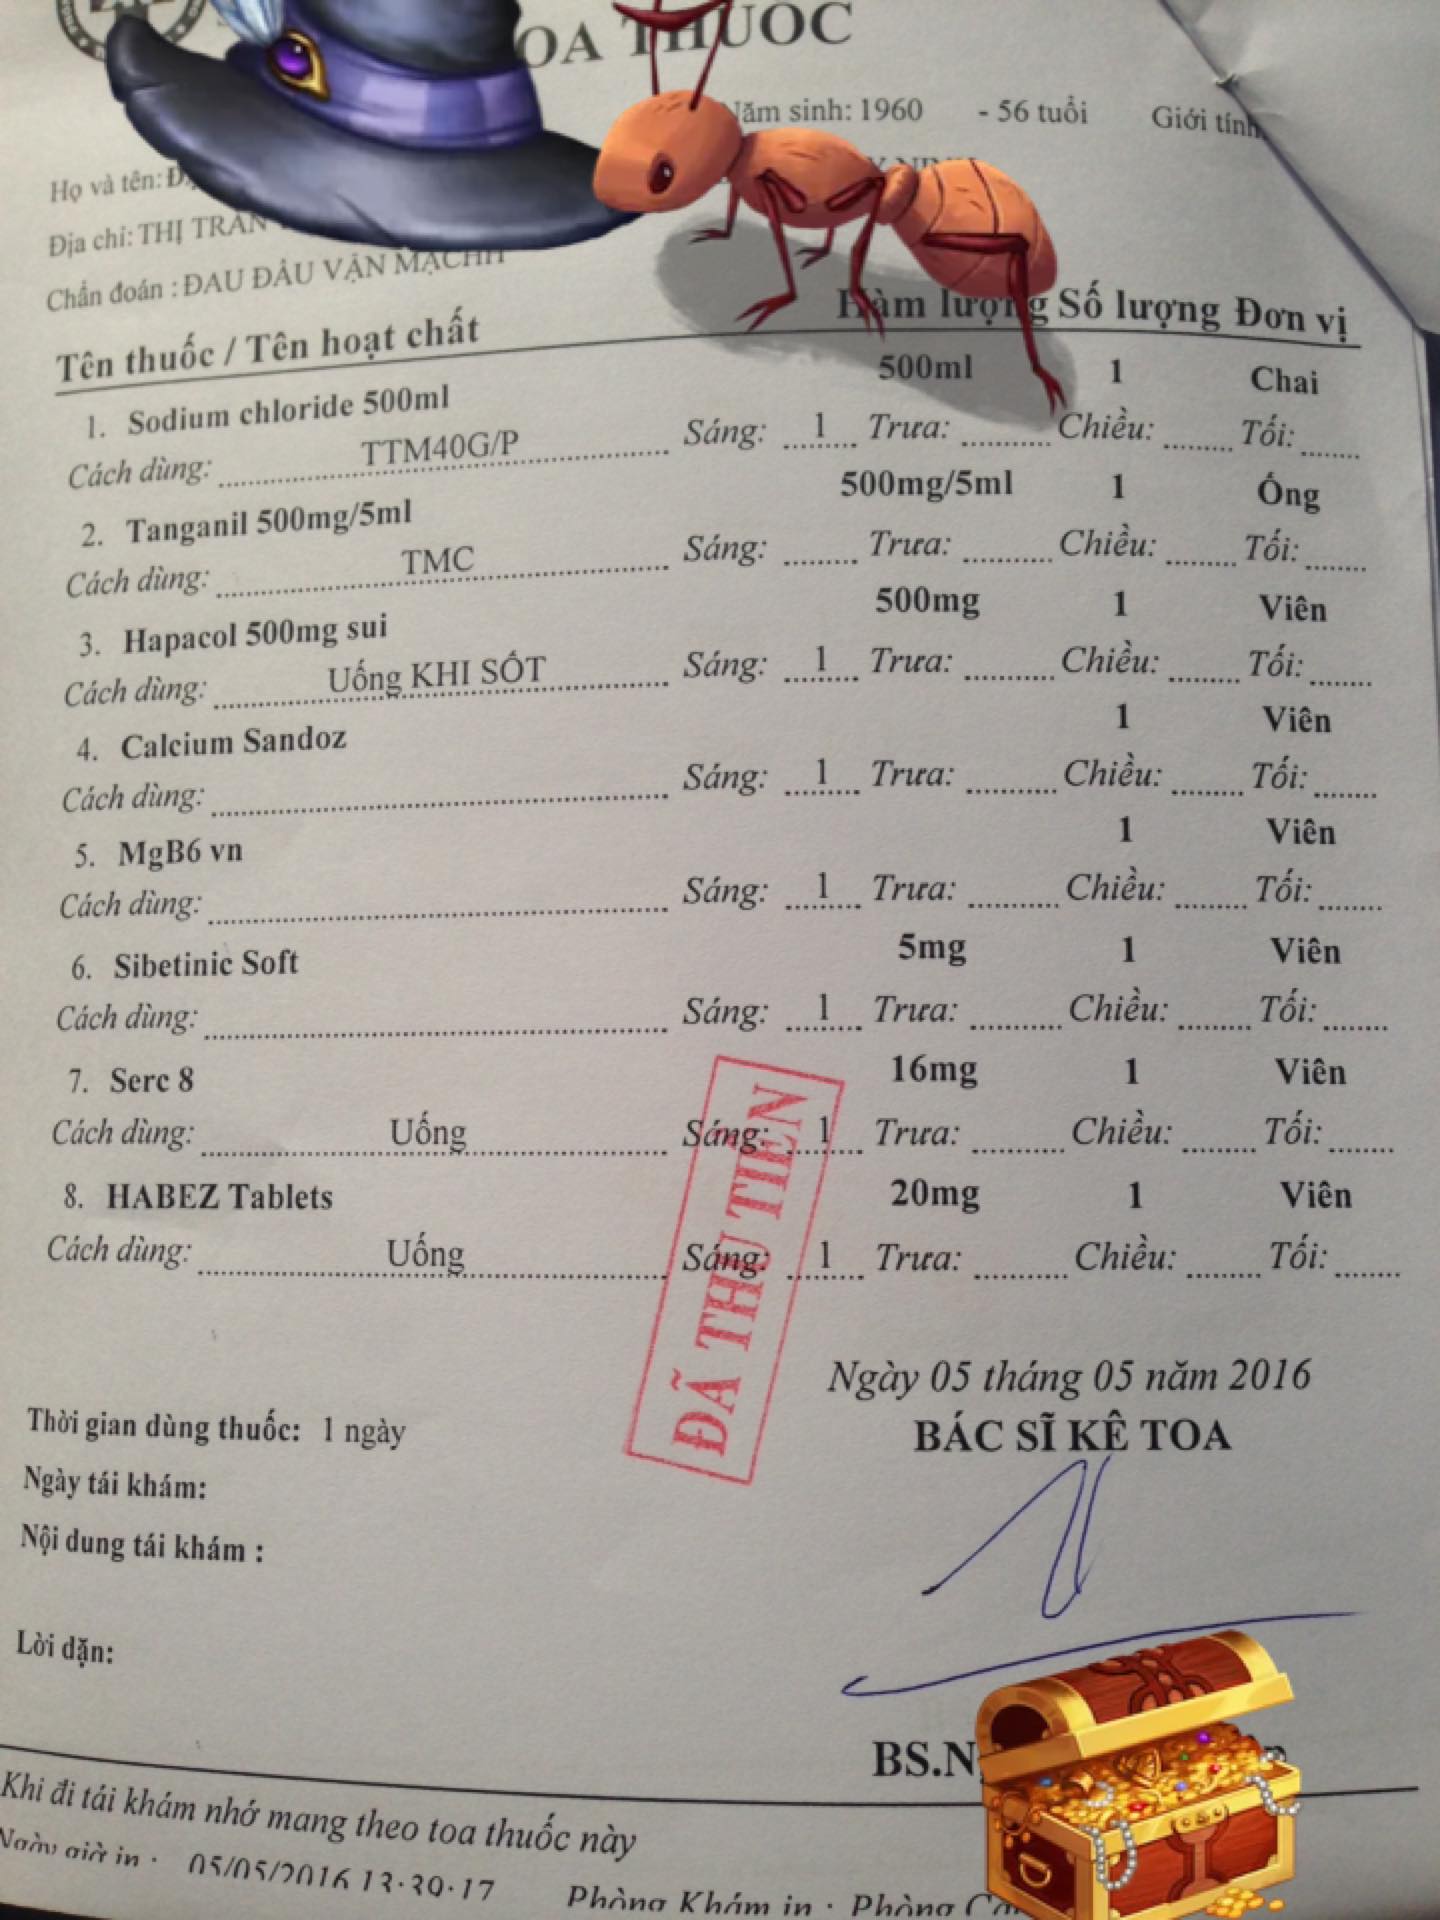 TOA THUỐC
Năm sinh: 1960 - 56 tuổi Giới tính
Họ và tên:
Địa chỉ: THỊ TRẤN
Chẩn đoán : ĐAU ĐẦU VẬN MẠCHH
Tên thuốc / Tên hoạt chất Hàm lượng Số lượng Đơn vị
1. Sodium chloride 500ml 500ml 1 Chai
Cách dùng: TTM40G/P Sáng: 1 Trưa: Chiều: Tối:
2. Tanganil 500mg/5ml 500mg/5ml 1 Ống
Cách dùng: TMC Sáng: Trưa: Chiều: Tối:
3. Hapacol 500mg sui 500mg 1 Viên
Cách dùng: Uống KHI SỐT Sáng: 1 Trưa: Chiều: Tối:
4. Calcium Sandoz 1 Viên
Cách dùng: Sáng: 1 Trưa: Chiều: Tối:
5. MgB6 vn 1 Viên
Cách dùng: Sáng: 1 Trưa: Chiều: Tối:
6. Sibetinic Soft 5mg 1 Viên
Cách dùng: Sáng: 1 Trưa: Chiều: Tối:
7. Serc 8 16mg 1 Viên
Cách dùng: Uống Sáng: 1 Trưa: Chiều: Tối:
8. HABEZ Tablets 20mg 1 Viên
Cách dùng: Uống Sáng: 1 Trưa: Chiều: Tối:
ĐÃ THU TIỀN
Ngày 05 tháng 05 năm 2016
Thời gian dùng thuốc: 1 ngày
BÁC SĨ KÊ TOA
Ngày tái khám:
Nội dung tái khám :
Lời dặn:
BS.
Khi đi tái khám nhớ mang theo toa thuốc này
Ngày giờ in : 05/05/2016 13:39:17 Phòng Khám in : Phòng